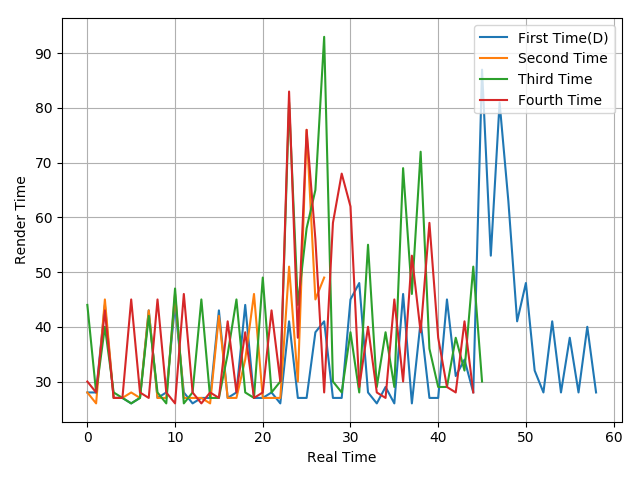 First Time(D)
Second Time
Third Time
Fourth Time
90
80
70
60
50
40
30
Render Time
0 10 20 30 40 50 60
Real Time